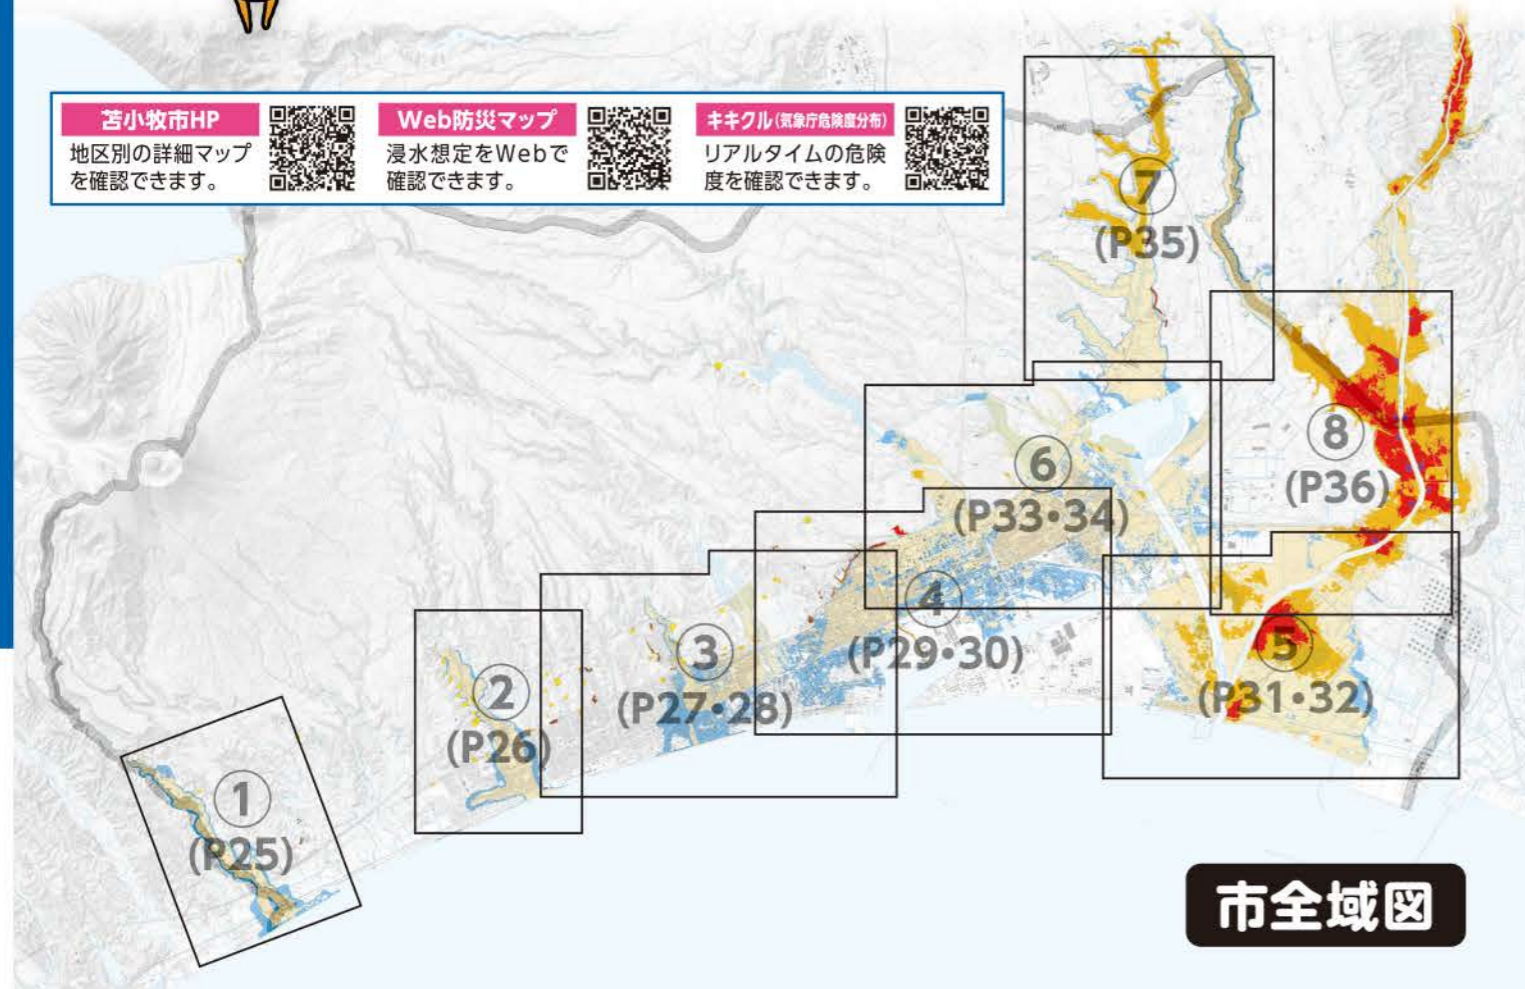 苫小牧市HP
地区別の詳細マップ
を確認できます。
Web防災マップ
浸水想定をWebで
確認できます。
キキクル(気象庁危険度分布)
リアルタイムの危険
度を確認できます。
⑦
(P35)
⑧
(P36)
⑥
(P33・34)
④
(P29・30)
⑤
(P31・32)
③
(P27・28)
②
(P26)
①
(P25)
市全域図